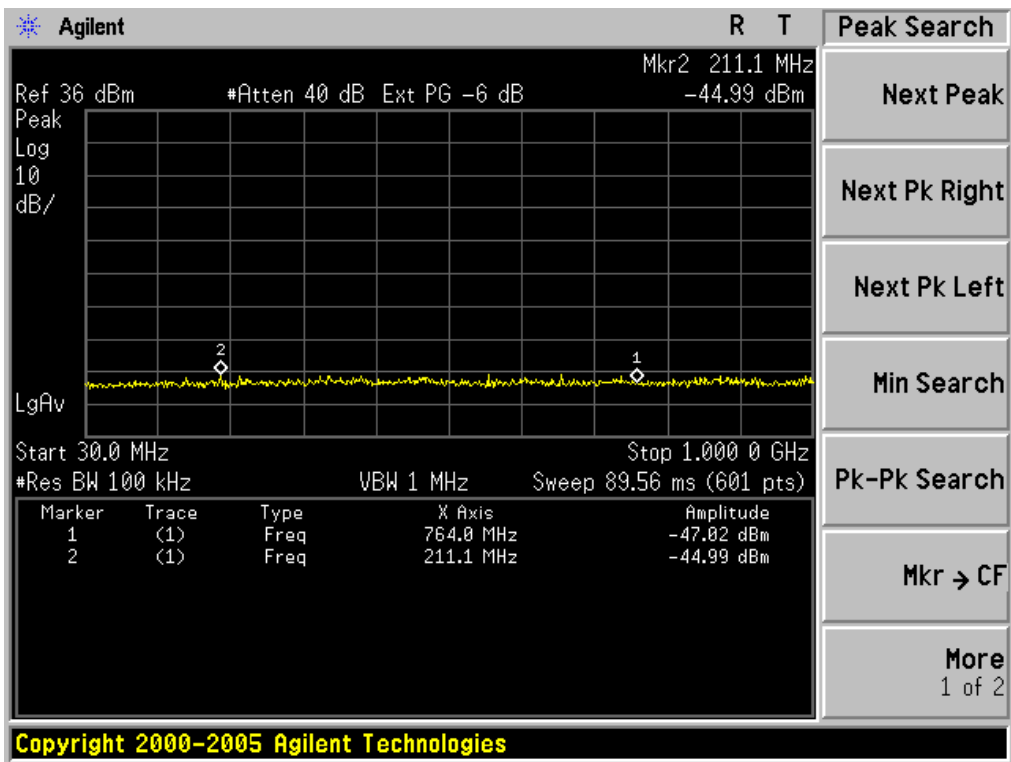 Agilent R T
Peak Search
Mkr2 211.1 MHz
Ref 36 dBm #Atten 40 dB Ext PG -6 dB -44.99 dBm
Peak
Log
10
dB/
2
1
LgAv
Start 30.0 MHz Stop 1.000 0 GHz
#Res BW 100 kHz VBW 1 MHz Sweep 89.56 ms (601 pts)
Marker Trace Type X Axis Amplitude
1 (1) Freq 764.0 MHz -47.02 dBm
2 (1) Freq 211.1 MHz -44.99 dBm
Next Peak
Next Pk Right
Next Pk Left
Min Search
Pk-Pk Search
Mkr → CF
More
1 of 2
Copyright 2000-2005 Agilent Technologies